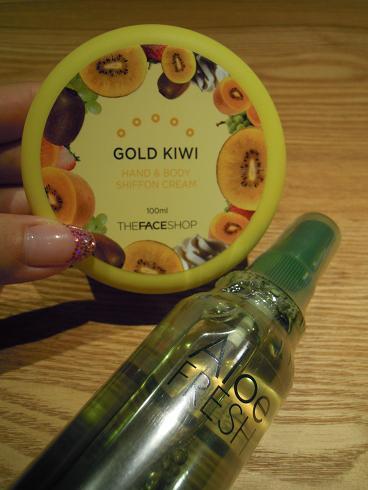 GOLD KIWI
HAND & BODY
SHIFFON CREAM
100ml
THEFACESHOP
Aloe
FRESH